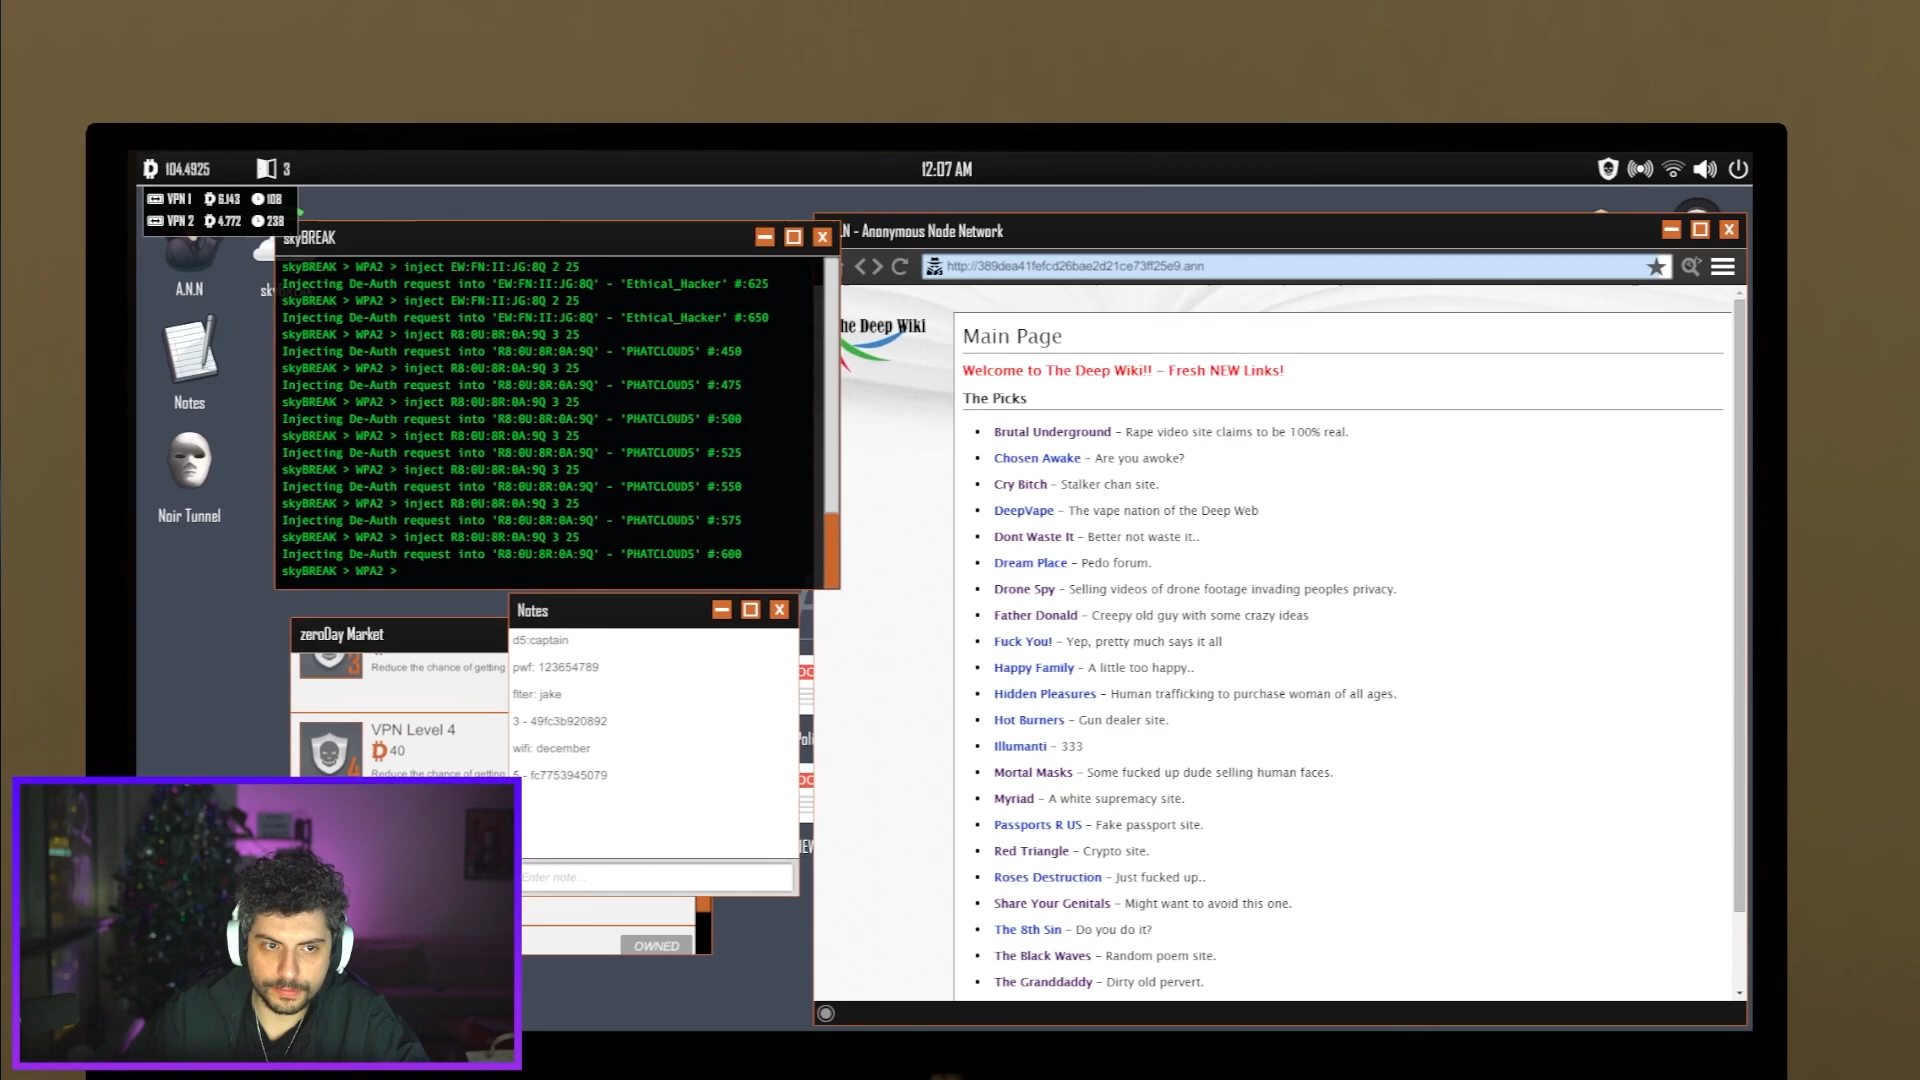 104.4925
3
12:07 AM
VPN 1 6.143 108
VPN 2 4.772 238
A.N.N
Notes
Noir Tunnel
skyBREAK
skyBREAK > WPA2 > inject EW:FN:II:JG:8Q 2 25
Injecting De-Auth request into 'EW:FN:II:JG:8Q' - 'Ethical_Hacker' #:625
skyBREAK > WPA2 > inject EW:FN:II:JG:8Q 2 25
Injecting De-Auth request into 'EW:FN:II:JG:8Q' - 'Ethical_Hacker' #:650
skyBREAK > WPA2 > inject R8:0U:8R:0A:9Q 3 25
Injecting De-Auth request into 'R8:0U:8R:0A:9Q' - 'PHATCLOUD5' #:450
skyBREAK > WPA2 > inject R8:0U:8R:0A:9Q 3 25
Injecting De-Auth request into 'R8:0U:8R:0A:9Q' - 'PHATCLOUD5' #:475
skyBREAK > WPA2 > inject R8:0U:8R:0A:9Q 3 25
Injecting De-Auth request into 'R8:0U:8R:0A:9Q' - 'PHATCLOUD5' #:500
skyBREAK > WPA2 > inject R8:0U:8R:0A:9Q 3 25
Injecting De-Auth request into 'R8:0U:8R:0A:9Q' - 'PHATCLOUD5' #:525
skyBREAK > WPA2 > inject R8:0U:8R:0A:9Q 3 25
Injecting De-Auth request into 'R8:0U:8R:0A:9Q' - 'PHATCLOUD5' #:550
skyBREAK > WPA2 > inject R8:0U:8R:0A:9Q 3 25
Injecting De-Auth request into 'R8:0U:8R:0A:9Q' - 'PHATCLOUD5' #:575
skyBREAK > WPA2 > inject R8:0U:8R:0A:9Q 3 25
Injecting De-Auth request into 'R8:0U:8R:0A:9Q' - 'PHATCLOUD5' #:600
skyBREAK > WPA2 >
zeroDay Market
3
Reduce the chance of getting
VPN Level 4
40
4
Reduce the chance of getting
OWNED
Notes
d5:captain
pwf: 123654789
flter: jake
3 - 49fc3b920892
wifi: december
5 - fc7753945079
Enter note...
.N - Anonymous Node Network
http://389dea41fefcd26bae2d21ce73ff25e9.ann
he Deep Wiki
Main Page
Welcome to The Deep Wiki!! – Fresh NEW Links!
The Picks
Brutal Underground – Rape video site claims to be 100% real.
Chosen Awake – Are you awoke?
Cry Bitch – Stalker chan site.
DeepVape – The vape nation of the Deep Web
Dont Waste It – Better not waste it..
Dream Place – Pedo forum.
Drone Spy – Selling videos of drone footage invading peoples privacy.
Father Donald – Creepy old guy with some crazy ideas
Fuck You! – Yep, pretty much says it all
Happy Family – A little too happy..
Hidden Pleasures – Human trafficking to purchase woman of all ages.
Hot Burners – Gun dealer site.
Illumanti – 333
Mortal Masks – Some fucked up dude selling human faces.
Myriad – A white supremacy site.
Passports R US – Fake passport site.
Red Triangle – Crypto site.
Roses Destruction – Just fucked up..
Share Your Genitals – Might want to avoid this one.
The 8th Sin – Do you do it?
The Black Waves – Random poem site.
The Granddaddy – Dirty old pervert.